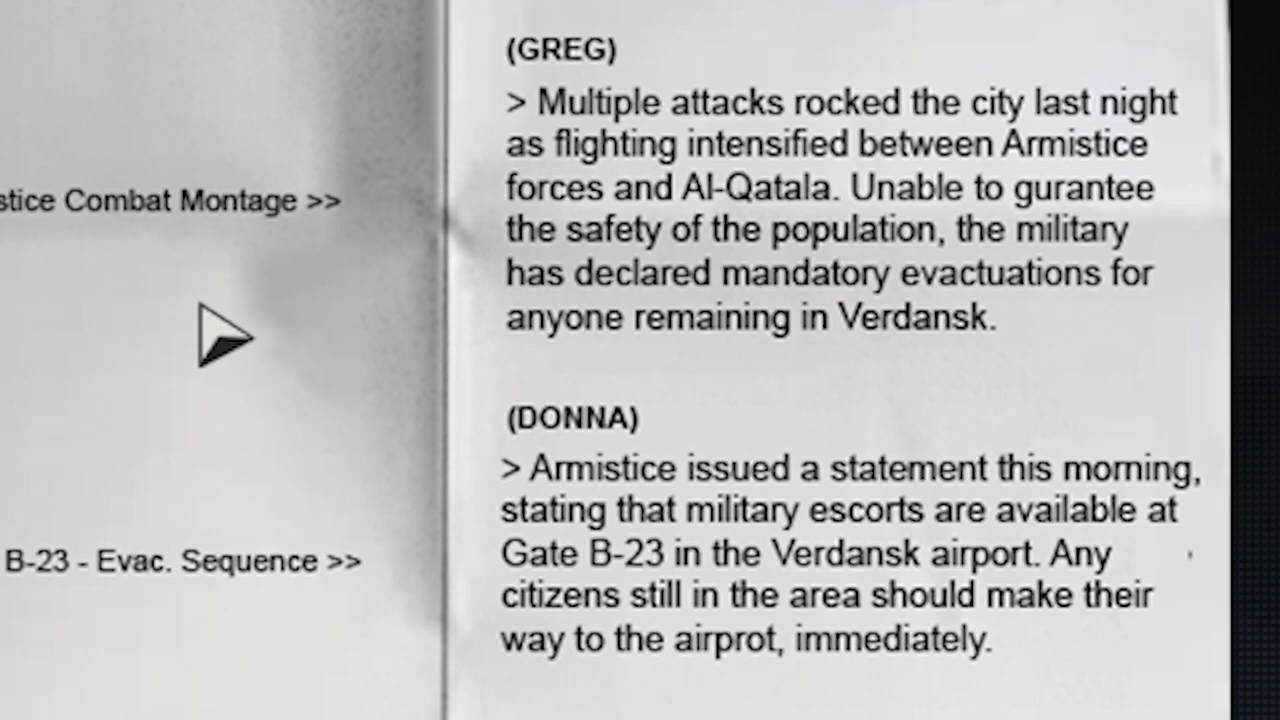 (GREG)
> Multiple attacks rocked the city last night
as flighting intensified between Armistice
forces and Al-Qatala. Unable to gurantee
the safety of the population, the military
has declared mandatory evactuations for
anyone remaining in Verdansk.
stice Combat Montage >>
(DONNA)
> Armistice issued a statement this morning,
stating that military escorts are available at
Gate B-23 in the Verdansk airport. Any
citizens still in the area should make their
way to the airprot, immediately.
B-23 - Evac. Sequence >>